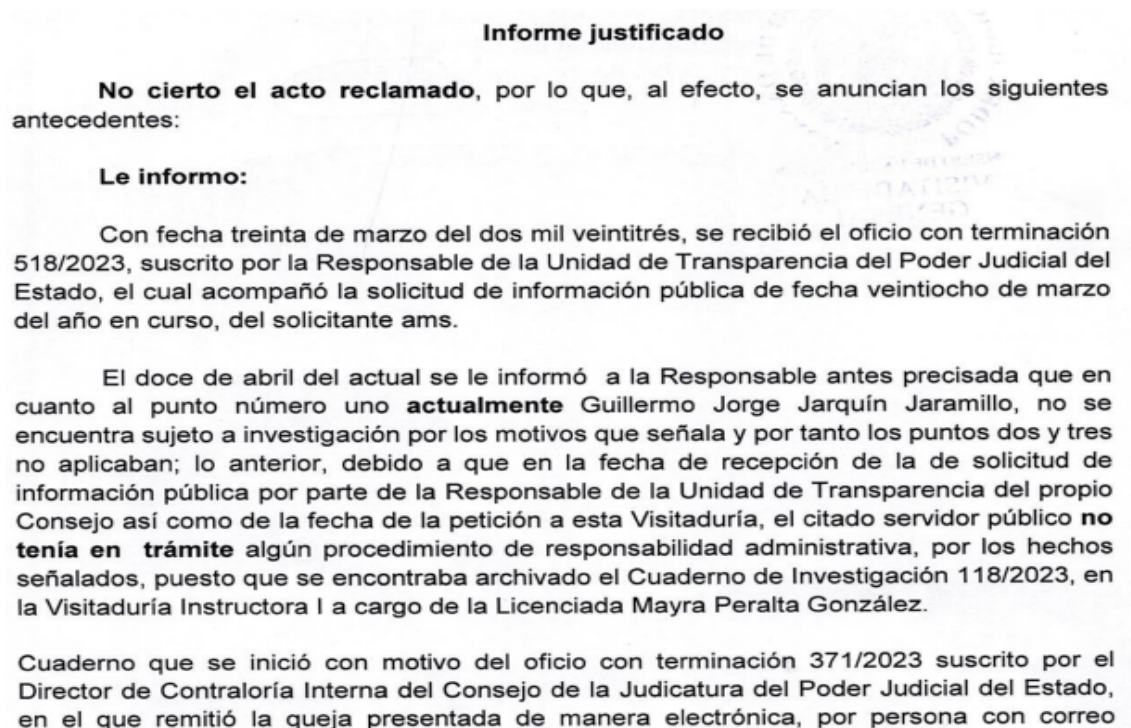 Informe justificado
No cierto el acto reclamado, por lo que, al efecto, se anuncian los siguientes
antecedentes:
Le informo:
Con fecha treinta de marzo del dos mil veintitrés, se recibió el oficio con terminación
518/2023, suscrito por la Responsable de la Unidad de Transparencia del Poder Judicial del
Estado, el cual acompañó la solicitud de información pública de fecha veintiocho de marzo
del año en curso, del solicitante ams.
El doce de abril del actual se le informó a la Responsable antes precisada que en
cuanto al punto número uno actualmente Guillermo Jorge Jarquín Jaramillo, no se
encuentra sujeto a investigación por los motivos que señala y por tanto los puntos dos y tres
no aplicaban; lo anterior, debido a que en la fecha de recepción de la de solicitud de
información pública por parte de la Responsable de la Unidad de Transparencia del propio
Consejo así como de la fecha de la petición a esta Visitaduría, el citado servidor público no
tenía en trámite algún procedimiento de responsabilidad administrativa, por los hechos
señalados, puesto que se encontraba archivado el Cuaderno de Investigación 118/2023, en
la Visitaduría Instructora I a cargo de la Licenciada Mayra Peralta González.
Cuaderno que se inició con motivo del oficio con terminación 371/2023 suscrito por el
Director de Contraloría Interna del Consejo de la Judicatura del Poder Judicial del Estado,
en el que remitió la queja presentada de manera electrónica, por persona con correo